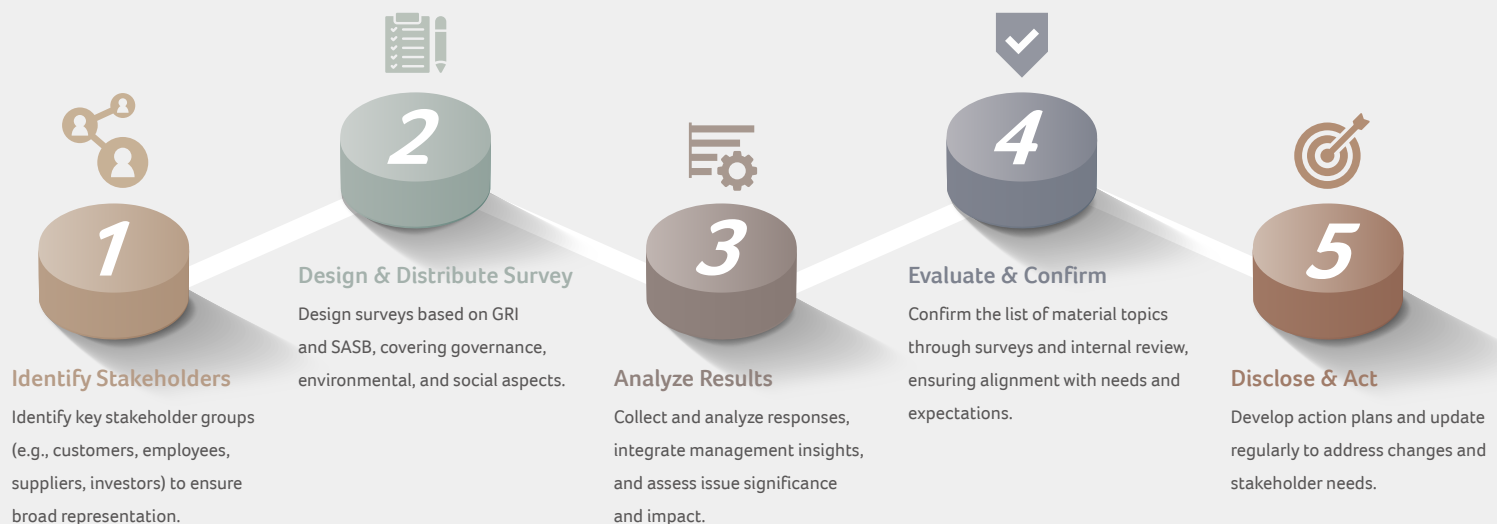 1
Identify Stakeholders
Identify key stakeholder groups
(e.g., customers, employees,
suppliers, investors) to ensure
broad representation.
2
Design & Distribute Survey
Design surveys based on GRI
and SASB, covering governance,
environmental, and social aspects.
3
Analyze Results
Collect and analyze responses,
integrate management insights,
and assess issue significance
and impact.
4
Evaluate & Confirm
Confirm the list of material topics
through surveys and internal review,
ensuring alignment with needs and
expectations.
5
Disclose & Act
Develop action plans and update
regularly to address changes and
stakeholder needs.